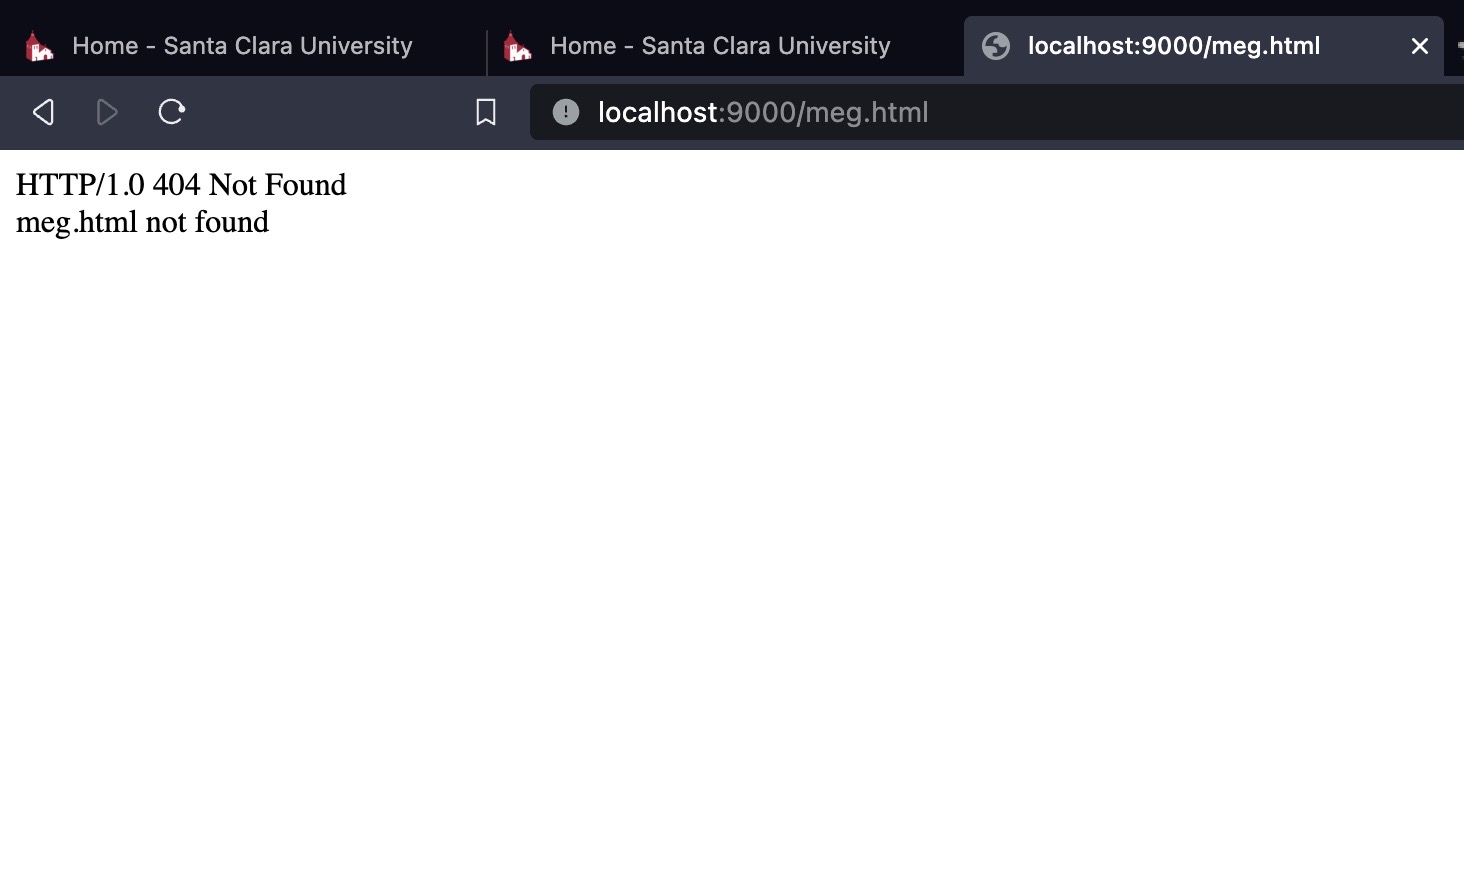 Home - Santa Clara University
Home - Santa Clara University
localhost:9000/meg.html
localhost:9000/meg.html
HTTP/1.0 404 Not Found
meg.html not found